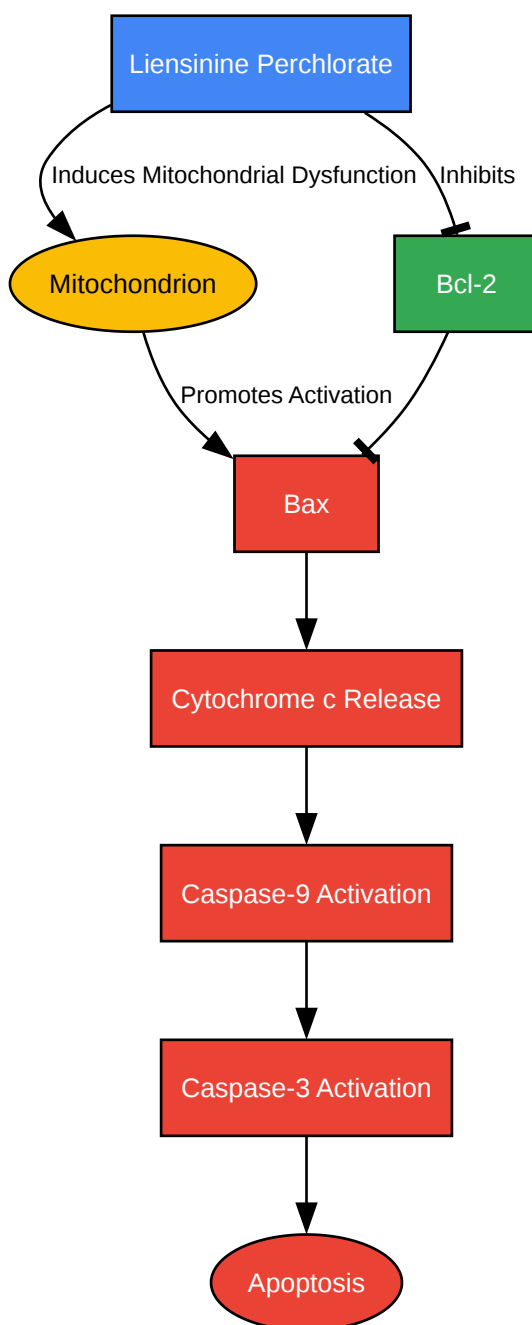 Liensinine Perchlorate
Induces Mitochondrial Dysfunction
Inhibits
Mitochondrion
Bcl-2
Promotes Activation
Bax
Cytochrome c Release
Caspase-9 Activation
Caspase-3 Activation
Apoptosis